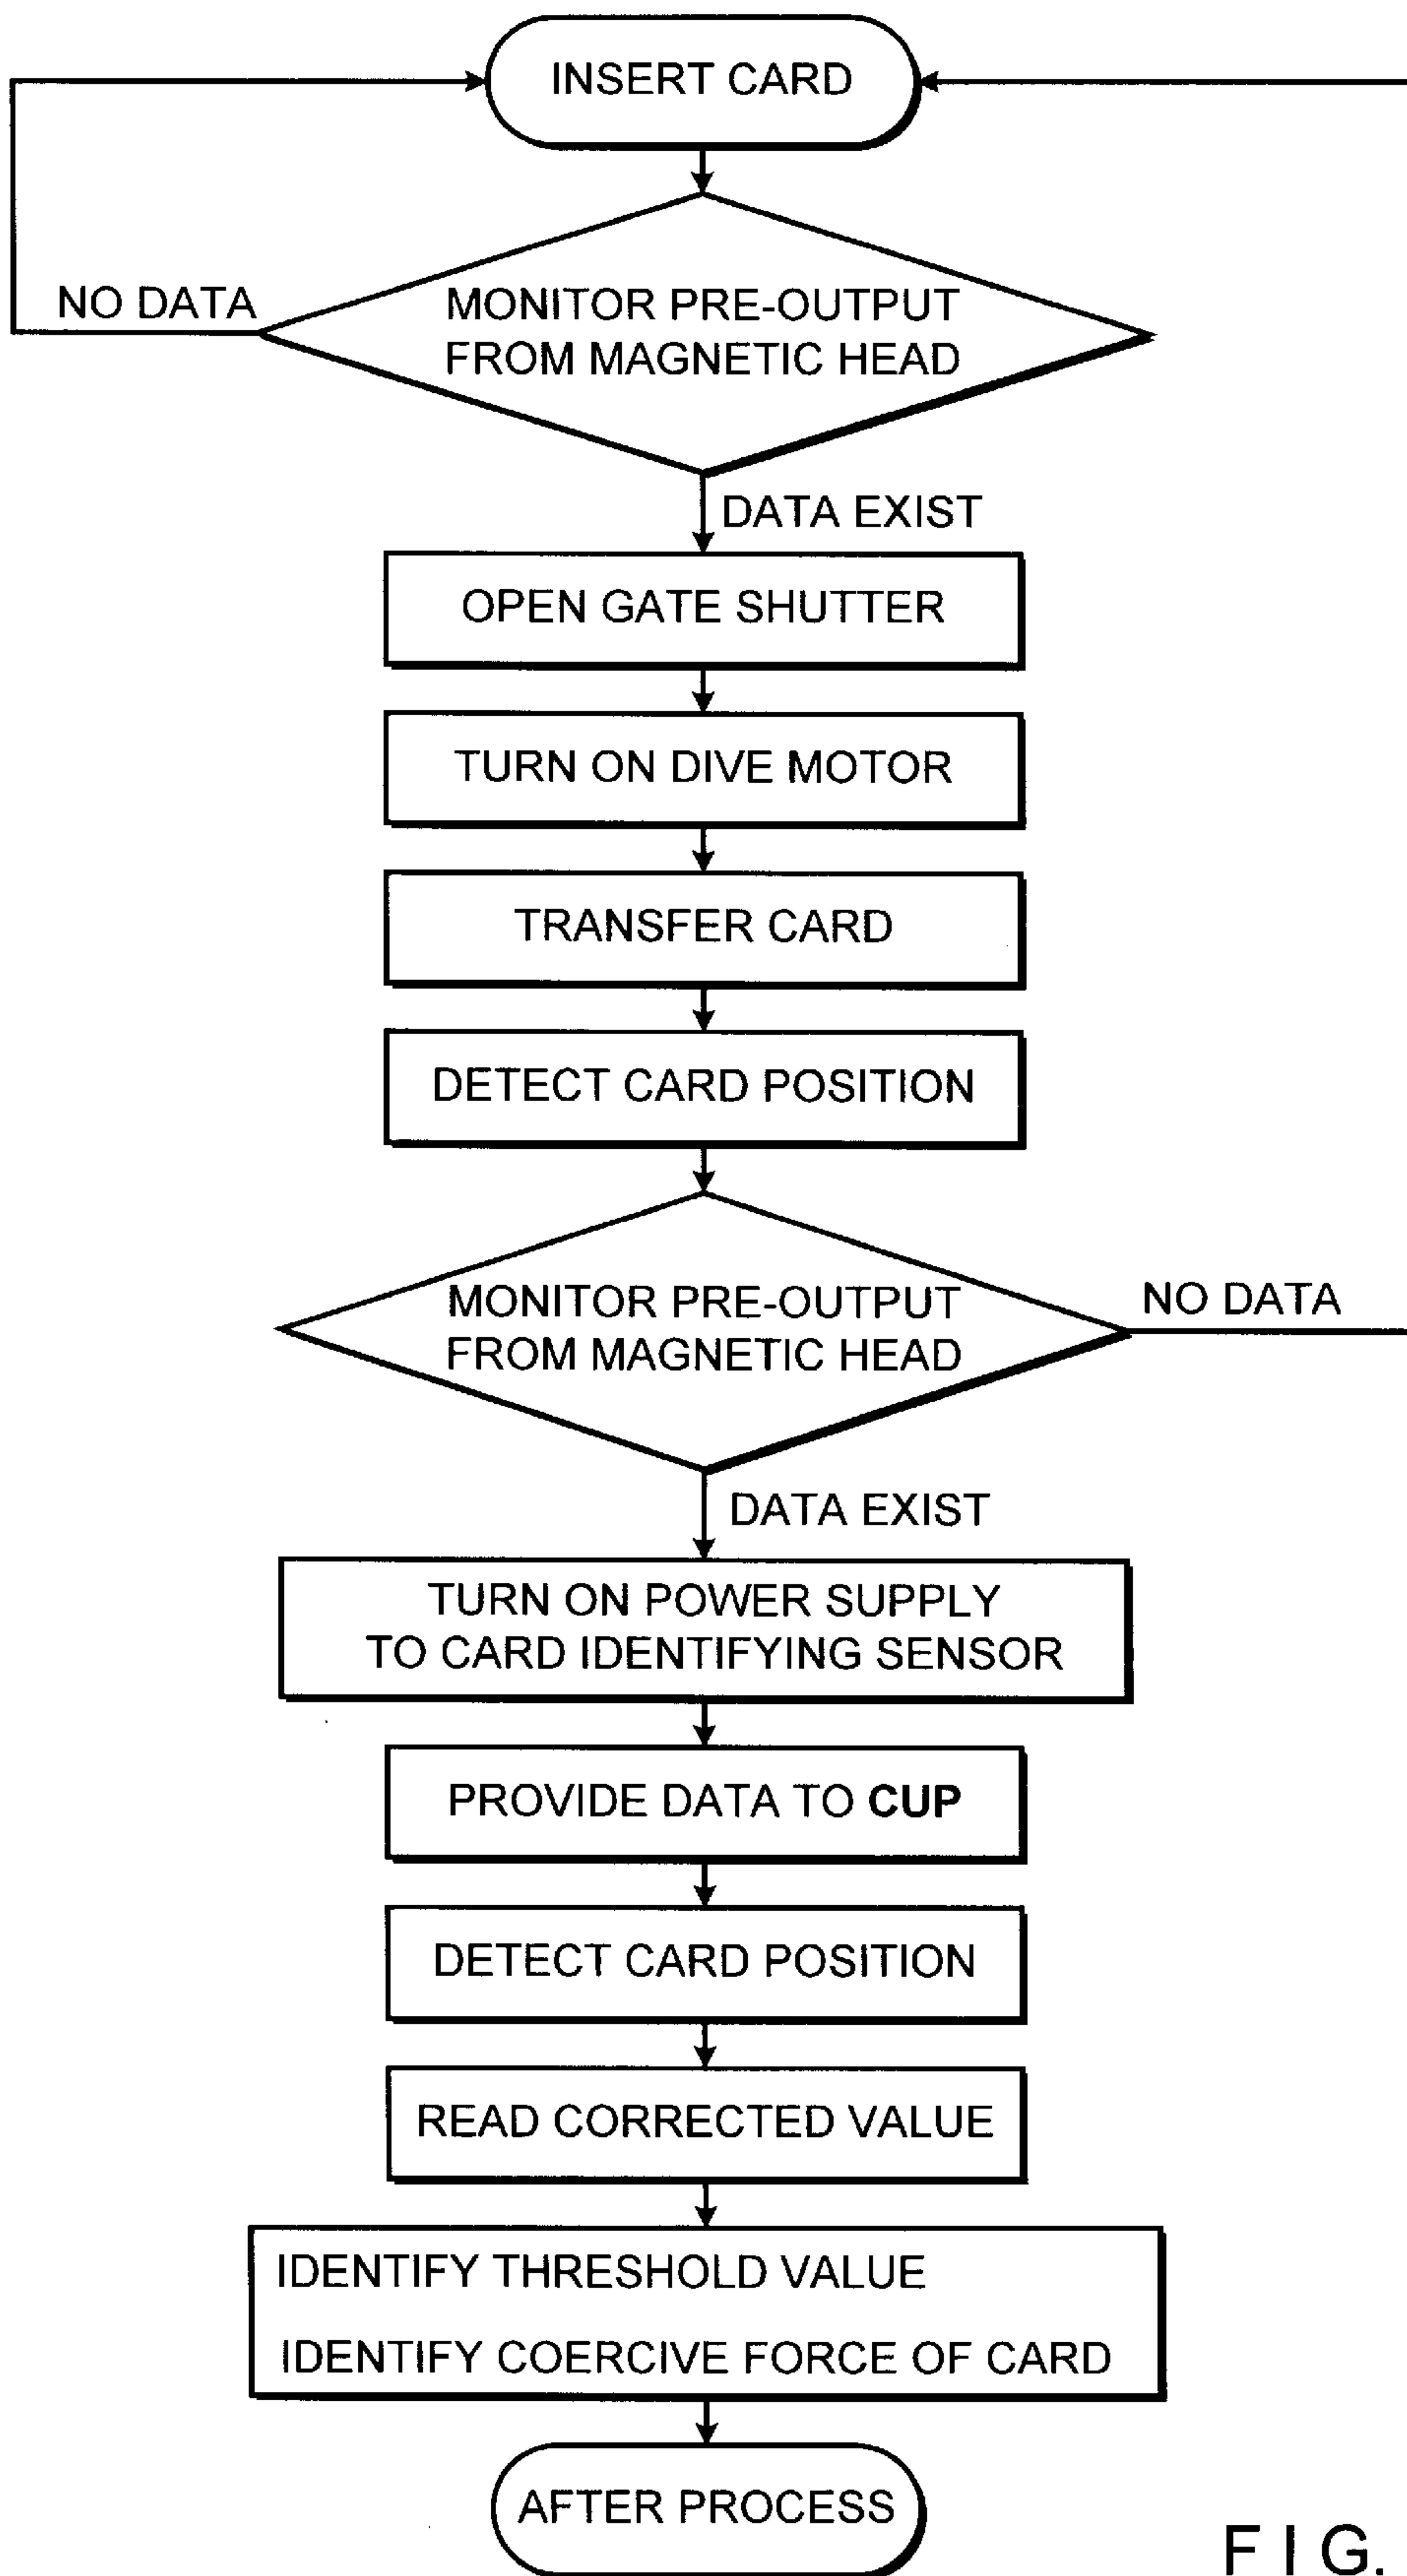 INSERT CARD
NO DATA
MONITOR PRE-OUTPUT
FROM MAGNETIC HEAD
DATA EXIST
OPEN GATE SHUTTER
TURN ON DIVE MOTOR
TRANSFER CARD
DETECT CARD POSITION
MONITOR PRE-OUTPUT
FROM MAGNETIC HEAD
NO DATA
DATA EXIST
TURN ON POWER SUPPLY
TO CARD IDENTIFYING SENSOR
PROVIDE DATA TO CUP
DETECT CARD POSITION
READ CORRECTED VALUE
IDENTIFY THRESHOLD VALUE
IDENTIFY COERCIVE FORCE OF CARD
AFTER PROCESS
FIG.